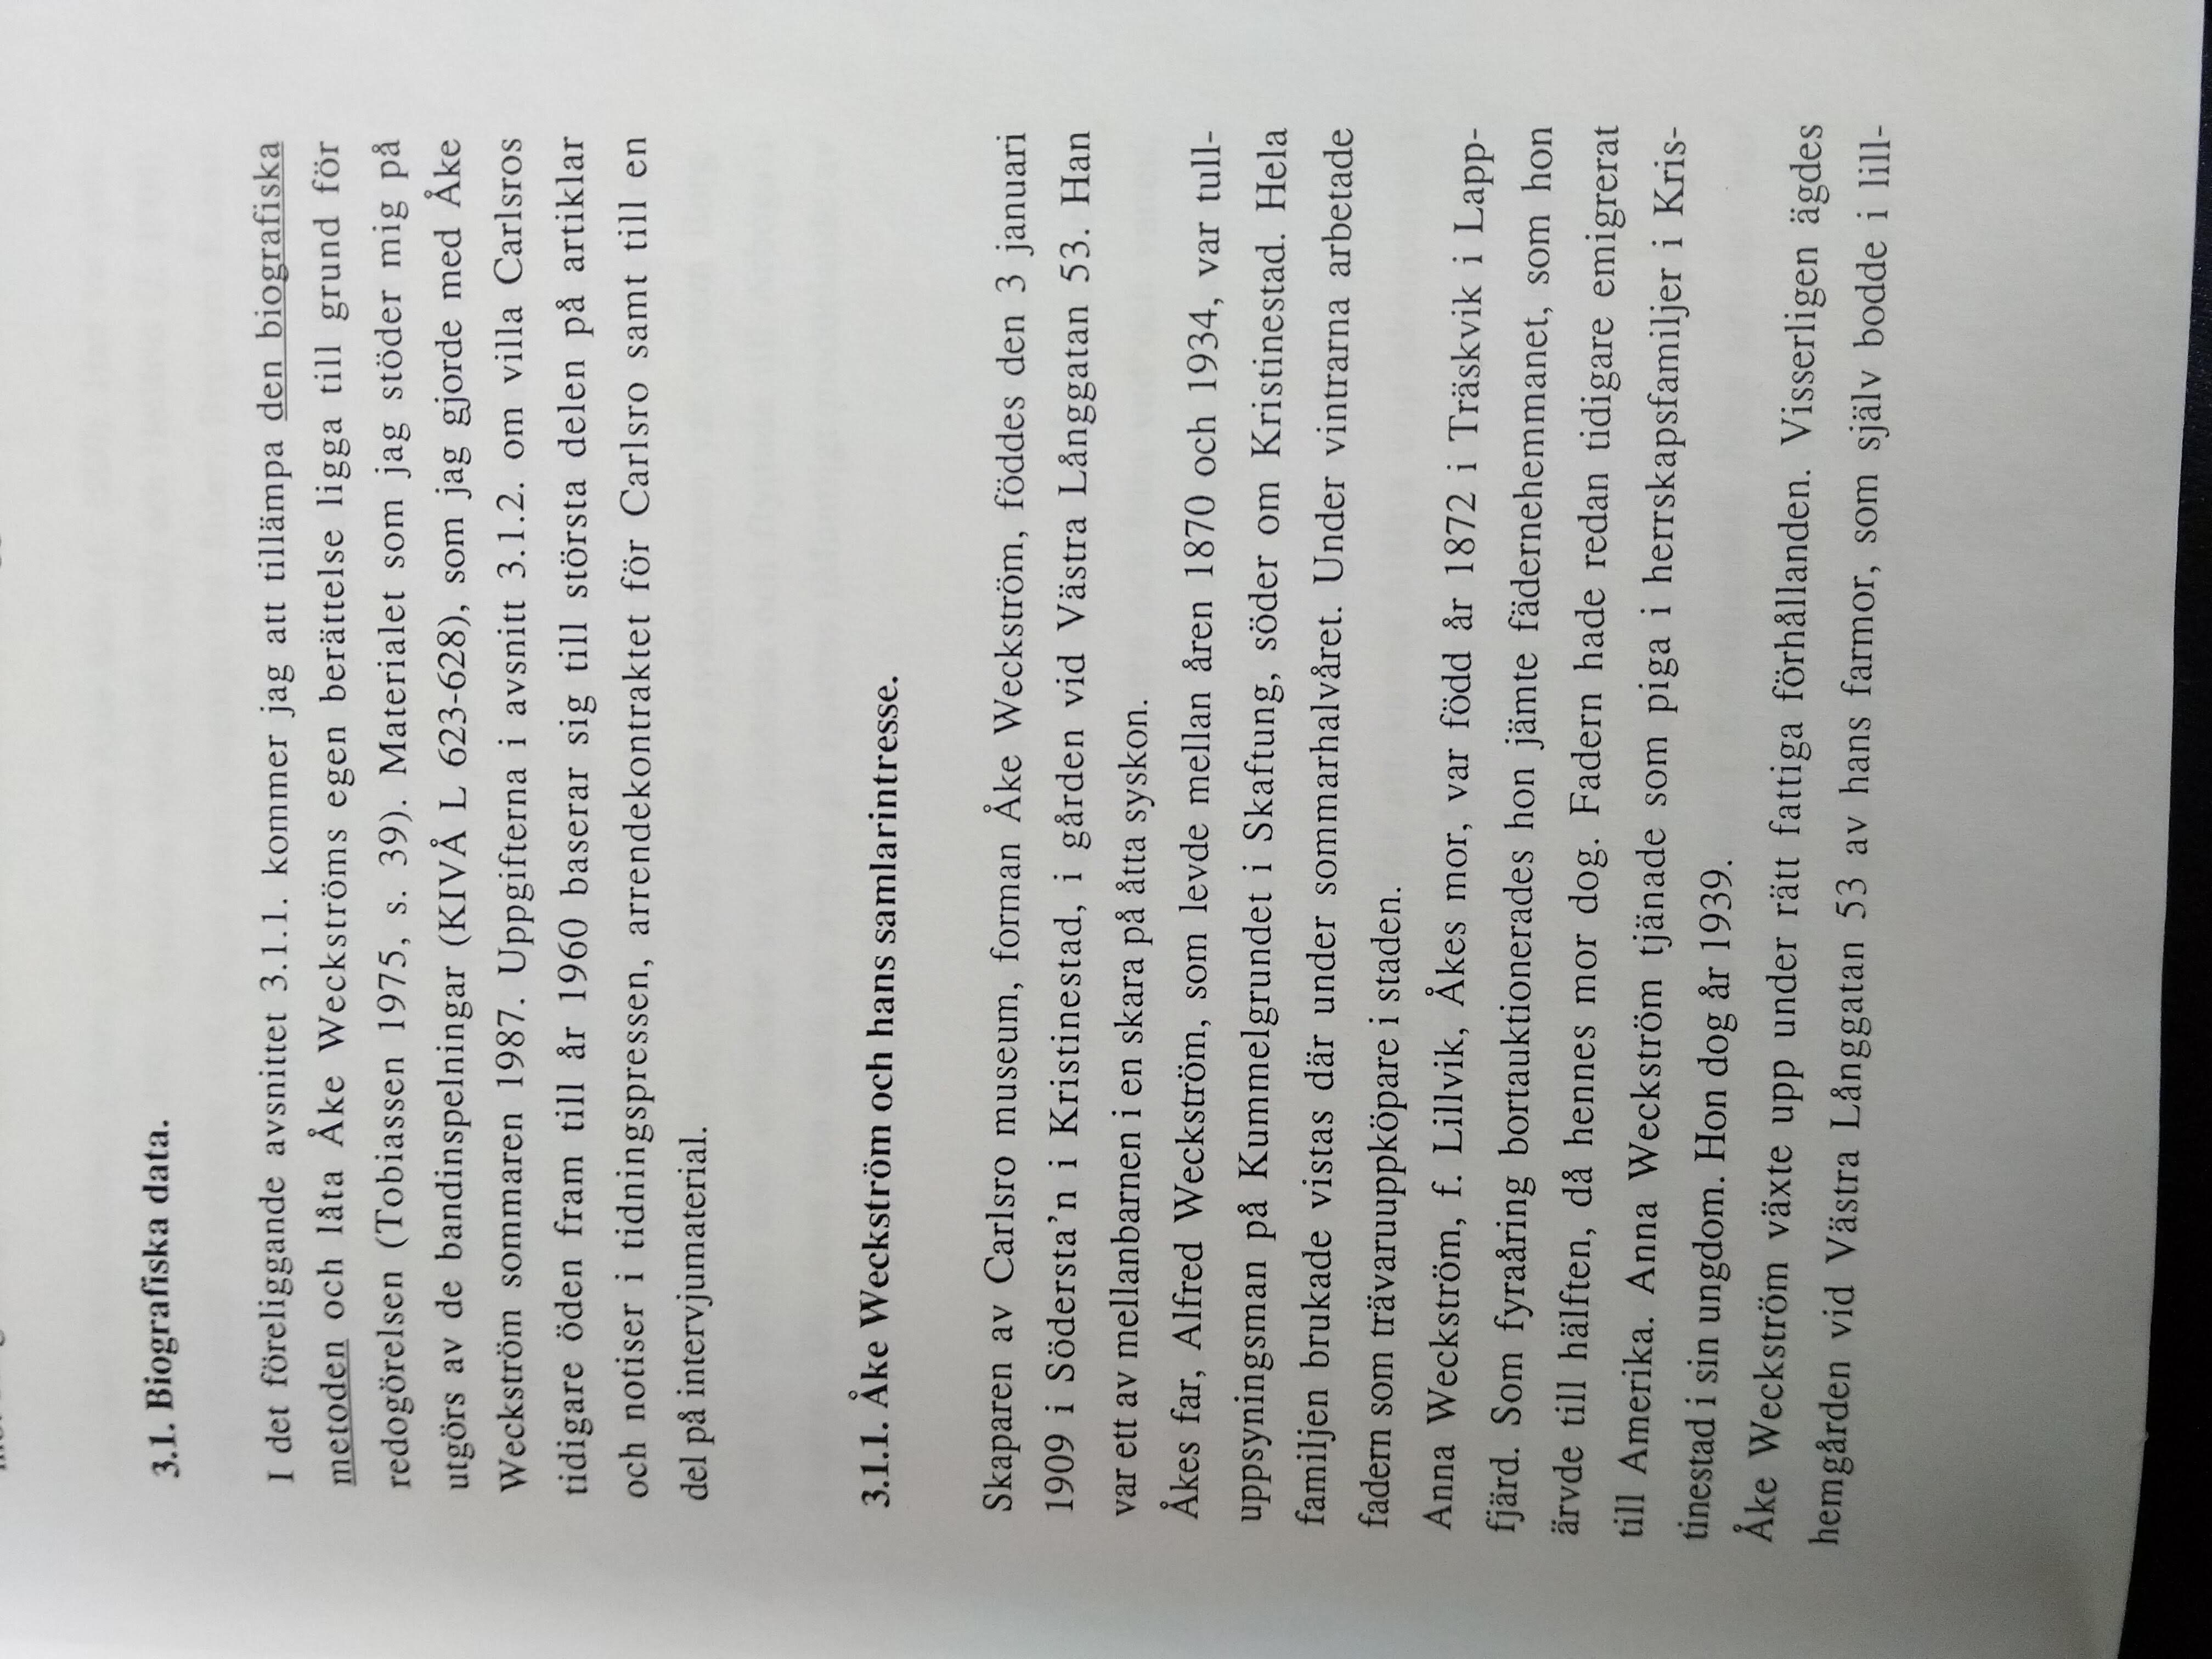 3.1. Biografiska data.
I det föreliggande avsnittet 3.1.1. kommer jag att tillämpa den biografiska
metoden och låta Åke Weckströms egen berättelse ligga till grund för
redogörelsen (Tobiassen 1975, s. 39). Materialet som jag stöder mig på
utgörs av de bandinspelningar (KIVÅ L 623-628), som jag gjorde med Åke
Weckström sommaren 1987. Uppgifterna i avsnitt 3.1.2. om villa Carlsros
tidigare öden fram till år 1960 baserar sig till största delen på artiklar
och notiser i tidningspressen, arrendekontraktet för Carlsro samt till en
del på intervjumaterial.
3.1.1. Åke Weckström och hans samlarintresse.
Skaparen av Carlsro museum, forman Åke Weckström, föddes den 3 januari
1909 i Södersta'n i Kristinestad, i gården vid Västra Långgatan 53. Han
var ett av mellanbarnen i en skara på åtta syskon.
Åkes far, Alfred Weckström, som levde mellan åren 1870 och 1934, var tull-
uppsyningsman på Kummelgrundet i Skaftung, söder om Kristinestad. Hela
familjen brukade vistas där under sommarhalvåret. Under vintrarna arbetade
fadern som trävaruuppköpare i staden.
Anna Weckström, f. Lillvik, Åkes mor, var född år 1872 i Träskvik i Lapp-
fjärd. Som fyraåring bortauktionerades hon jämte fädernehemmanet, som hon
ärvde till hälften, då hennes mor dog. Fadern hade redan tidigare emigrerat
till Amerika. Anna Weckström tjänade som piga i herrskapsfamiljer i Kris-
tinestad i sin ungdom. Hon dog år 1939.
Åke Weckström växte upp under rätt fattiga förhållanden. Visserligen ägdes
hemgården vid Västra Långgatan 53 av hans farmor, som själv bodde i lill-